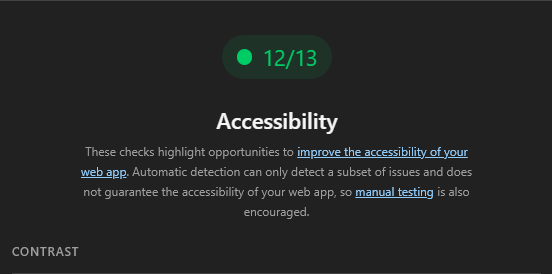 12/13
Accessibility
These checks highlight opportunities to improve the accessibility of your
web app. Automatic detection can only detect a subset of issues and does
not guarantee the accessibility of your web app, so manual testing is also
encouraged.
CONTRAST